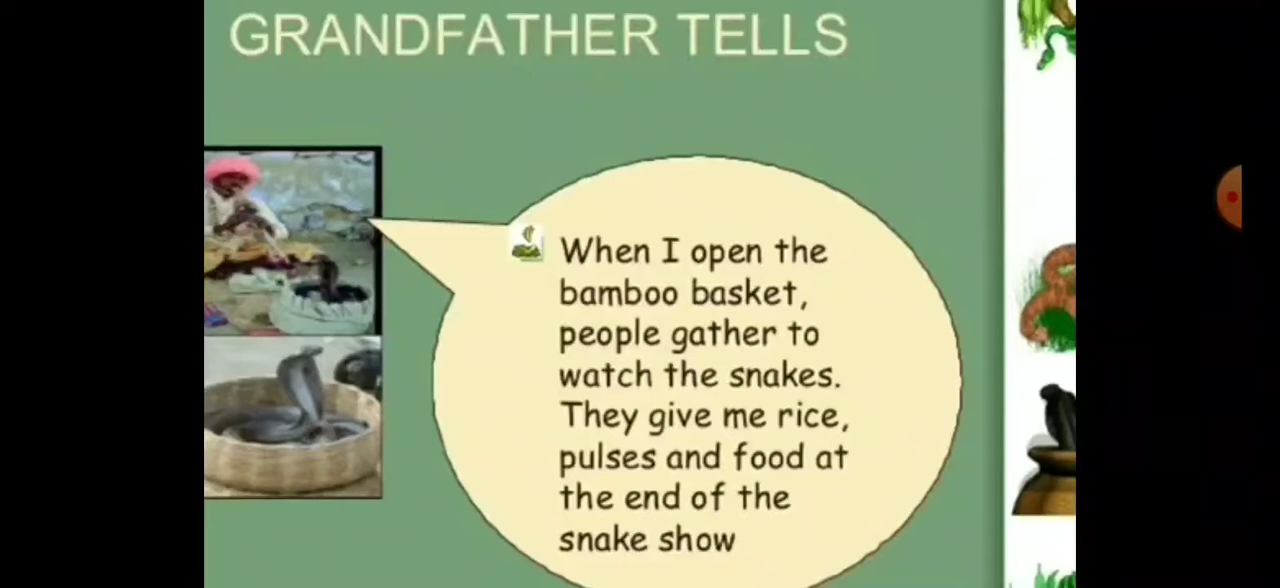 GRANDFATHER TELLS
When I open the
bamboo basket,
people gather to
watch the snakes.
They give me rice,
pulses and food at
the end of the
snake show